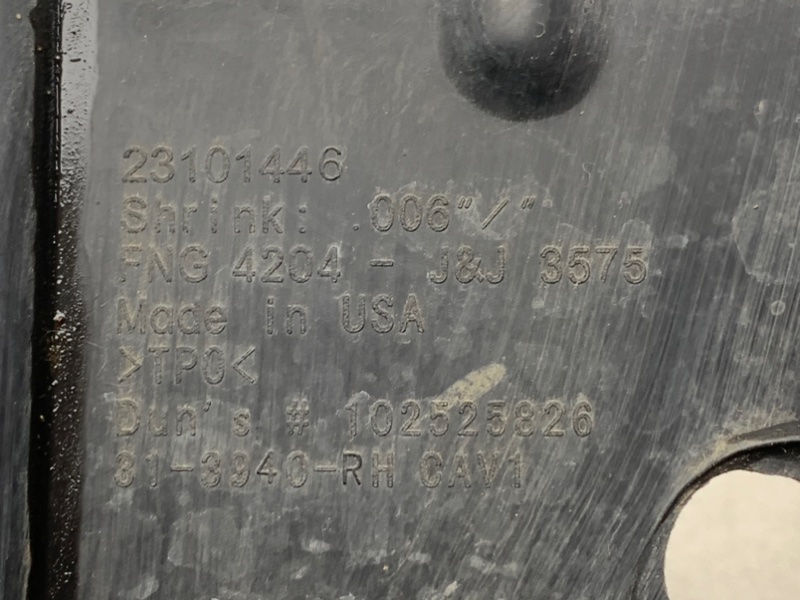 23101446
Shrink: .006"/"
FNG 4204 - J&J 3575
Made in USA
>TPO<
Dun's # 102525826
31-3940-RH CAV1